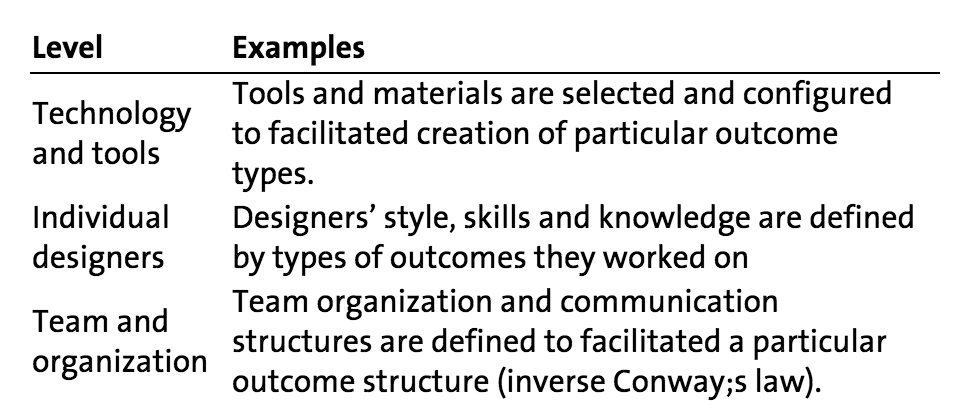 Level Examples
Technology and tools
Tools and materials are selected and configured
to facilitated creation of particular outcome
types.
Individual designers
Designers’ style, skills and knowledge are defined
by types of outcomes they worked on
Team and organization
Team organization and communication
structures are defined to facilitated a particular
outcome structure (inverse Conway;s law).